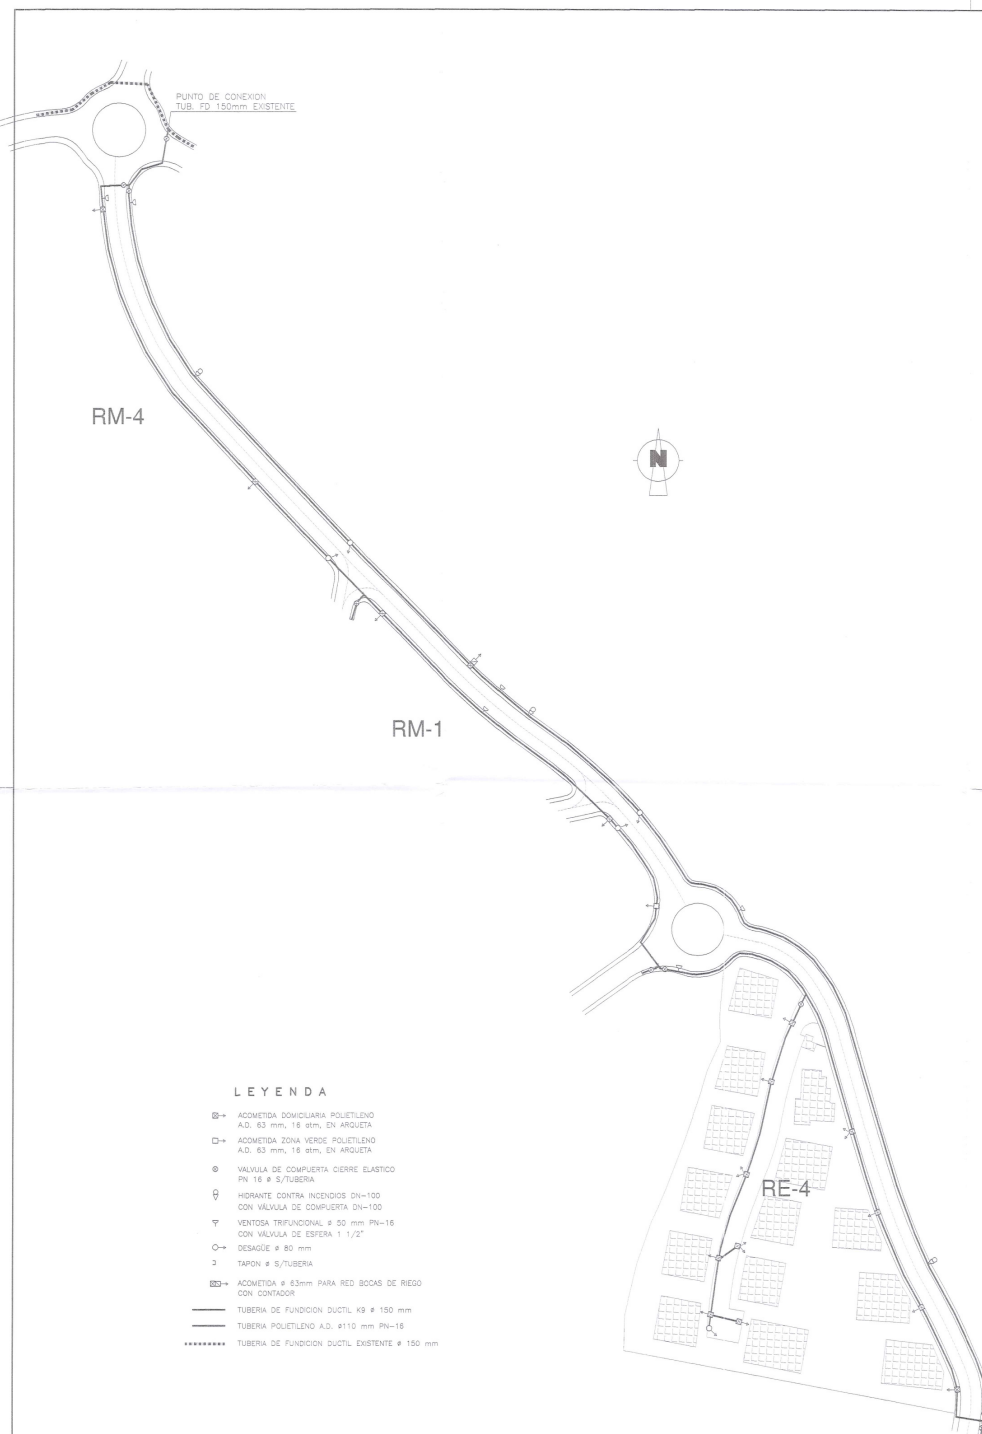 PUNTO DE CONEXION
TUB. FD 150mm EXISTENTE
RM-4
N
RM-1
RE-4
LEYENDA
ACOMETIDA DOMICILIARIA POLIETILENO
A.D. 63 mm, 16 atm, EN ARQUETA
ACOMETIDA ZONA VERDE POLIETILENO
A.D. 63 mm, 16 atm, EN ARQUETA
VALVULA DE COMPUERTA CIERRE ELASTICO
PN 16 ø S/TUBERIA
HIDRANTE CONTRA INCENDIOS DN-100
CON VÁLVULA DE COMPUERTA DN-100
VENTOSA TRIFUNCIONAL ø 50 mm PN-16
CON VÁLVULA DE ESFERA 1 1/2"
DESAGÜE ø 80 mm
TAPON ø S/TUBERIA
ACOMETIDA ø 63mm PARA RED BOCAS DE RIEGO
CON CONTADOR
TUBERIA DE FUNDICION DUCTIL K9 ø 150 mm
TUBERIA POLIETILENO A.D. ø110 mm PN-16
TUBERIA DE FUNDICION DUCTIL EXISTENTE ø 150 mm